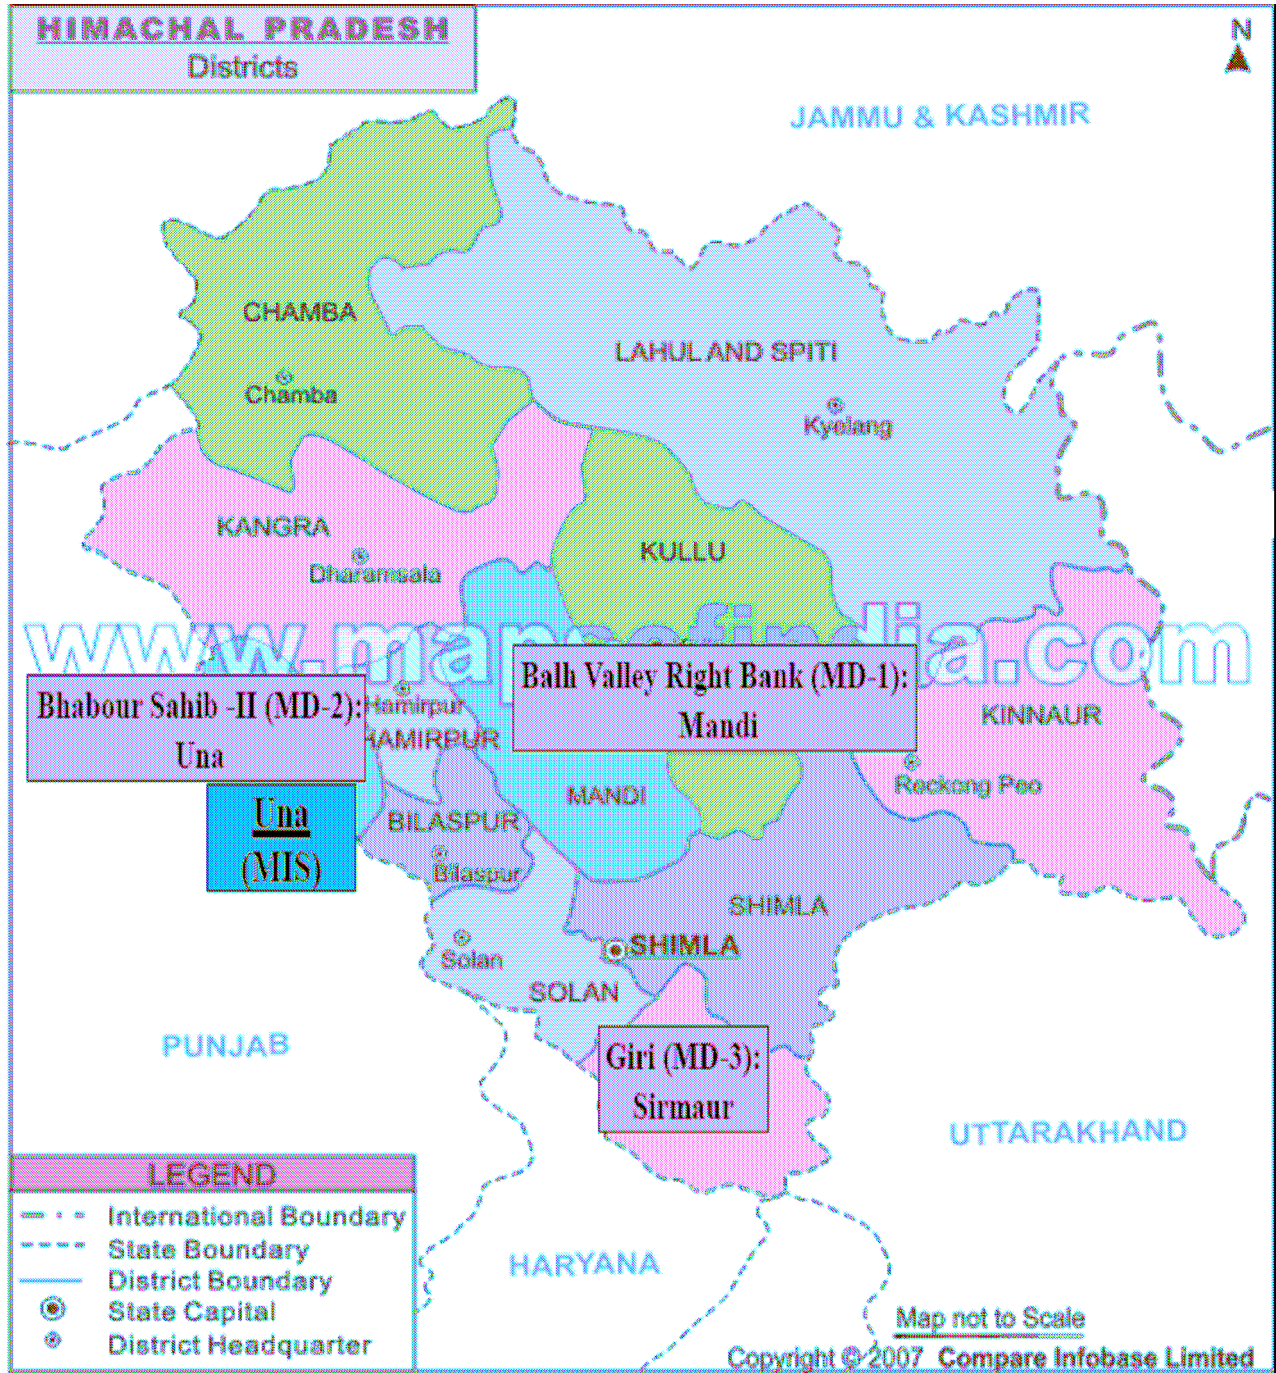 HIMACHAL PRADESH
Districts
N
JAMMU & KASHMIR
CHAMBA
Chamba
LAHUL AND SPITI
Kyelang
KANGRA
Dharamsala
KULLU
Bhabour Sahib -II (MD-2):
Una
Hamirpur
HAMIRPUR
Balh Valley Right Bank (MD-1):
Mandi
KINNAUR
Reckong Peo
Una
(MIS)
MANDI
BILASPUR
Bilaspur
SHIMLA
SHIMLA
Solan
SOLAN
Giri (MD-3):
Sirmaur
PUNJAB
UTTARAKHAND
HARYANA
LEGEND
International Boundary
State Boundary
District Boundary
State Capital
District Headquarter
Map not to Scale
Copyright © 2007 Compare Infobase Limited